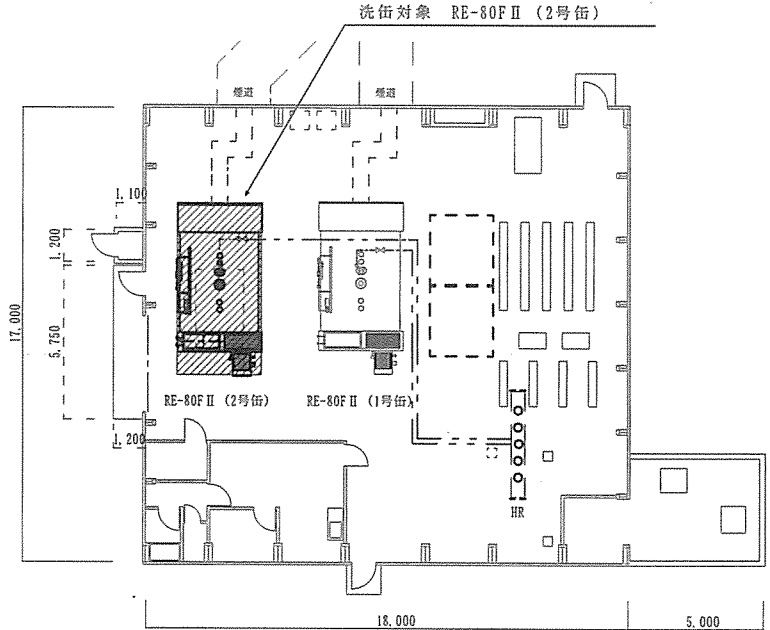 洗缶対象 RE-80FⅡ (2号缶)
煙道
煙道
1,100
1,200
17,000
5,750
1,200
RE-80FⅡ (2号缶)
RE-80FⅡ (1号缶)
HR
18,000
5,000